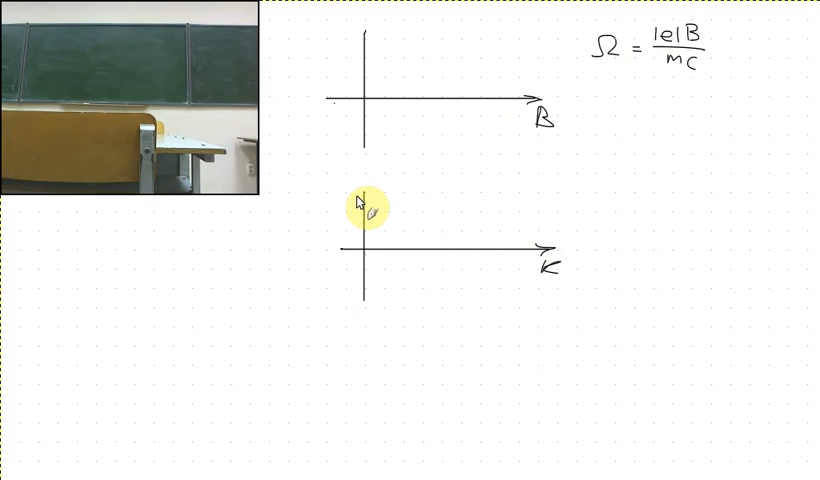 Ω = |e|B / mc
B
K